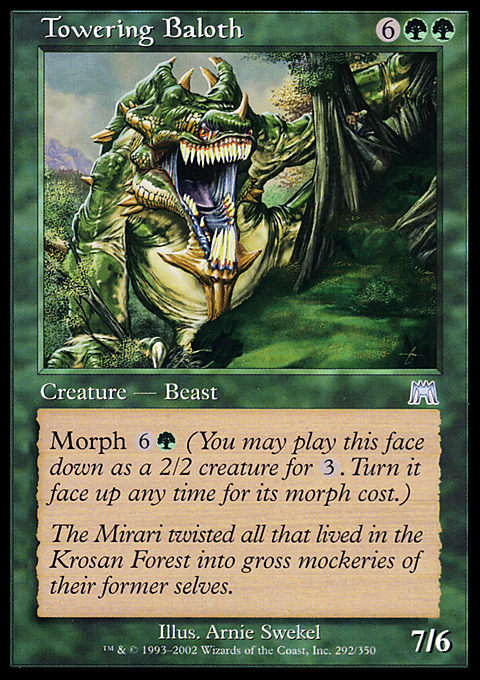 Towering Baloth 6
Creature — Beast
Morph 6 (You may play this face
down as a 2/2 creature for 3. Turn it
face up any time for its morph cost.)
The Mirari twisted all that lived in the
Krosan Forest into gross mockeries of
their former selves.
Illus. Arnie Swekel
™ & © 1993–2002 Wizards of the Coast, Inc. 292/350
7/6